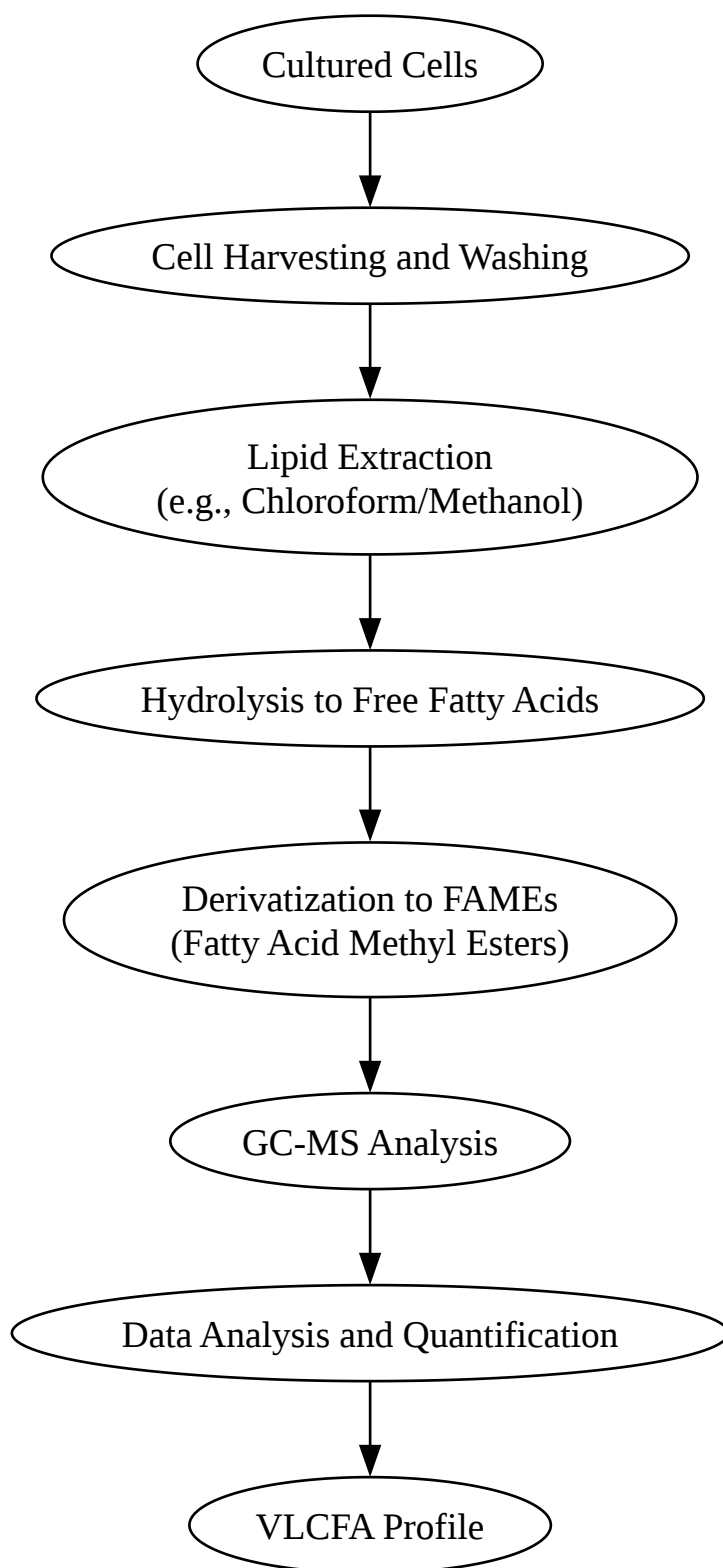 Cultured Cells
Cell Harvesting and Washing
Lipid Extraction
(e.g., Chloroform/Methanol)
Hydrolysis to Free Fatty Acids
Derivatization to FAMEs
(Fatty Acid Methyl Esters)
GC-MS Analysis
Data Analysis and Quantification
VLCFA Profile